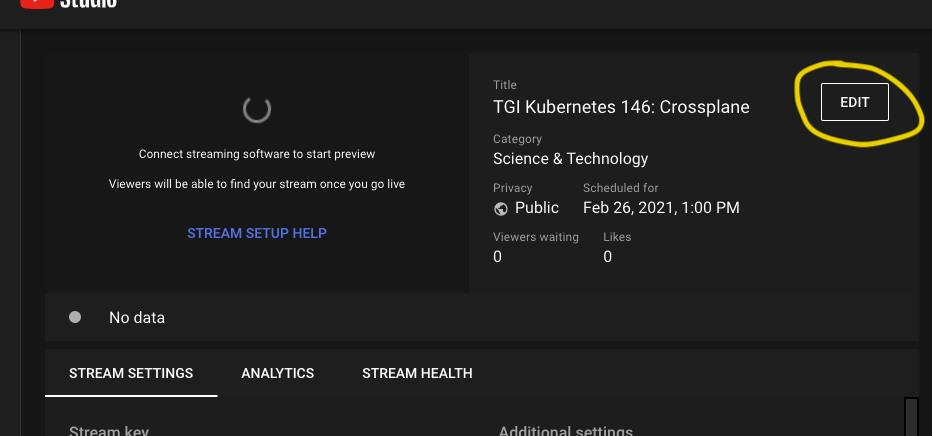 Studio
Connect streaming software to start preview
Viewers will be able to find your stream once you go live
STREAM SETUP HELP
Title
TGI Kubernetes 146: Crossplane
EDIT
Category
Science & Technology
Privacy Scheduled for
Public Feb 26, 2021, 1:00 PM
Viewers waiting Likes
0 0
No data
STREAM SETTINGS ANALYTICS STREAM HEALTH
Stream key Additional settings